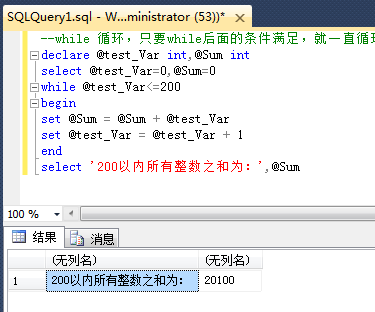 SQLQuery1.sql - W...ministrator (53))*
--while 循环，只要while后面的条件满足，就一直循环
declare @test_Var int,@Sum int
select @test_Var=0,@Sum=0
while @test_Var<=200
begin
set @Sum = @Sum + @test_Var
set @test_Var = @test_Var + 1
end
select '200以内所有整数之和为：',@Sum
100 %
结果 消息
(无列名) (无列名)
1 200以内所有整数之和为： 20100